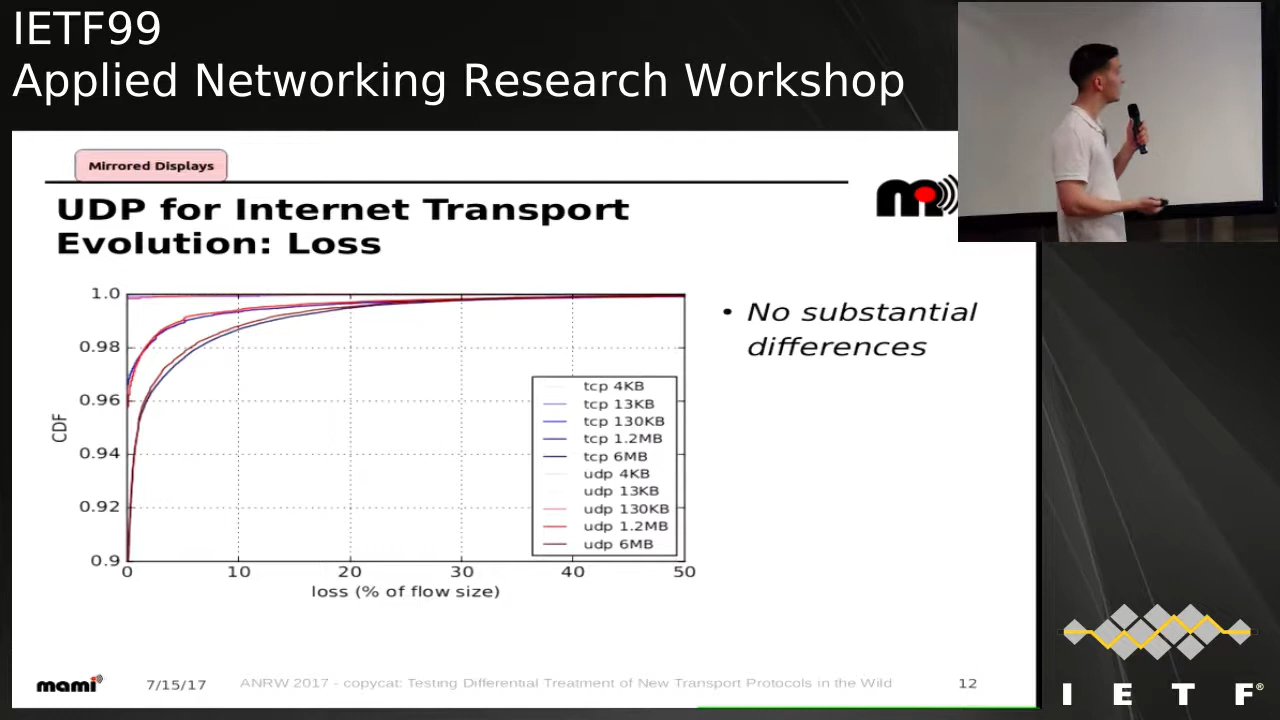 IETF99
Applied Networking Research Workshop
Mirrored Displays
UDP for Internet Transport
Evolution: Loss
1.0
0.98
0.96
0.94
0.92
0.9
CDF
0 10 20 30 40 50
loss (% of flow size)
tcp 4KB
tcp 13KB
tcp 130KB
tcp 1.2MB
tcp 6MB
udp 4KB
udp 13KB
udp 130KB
udp 1.2MB
udp 6MB
• No substantial
differences
mami 7/15/17 ANRW 2017 - copycat: Testing Differential Treatment of New Transport Protocols in the Wild 12
I E T F®